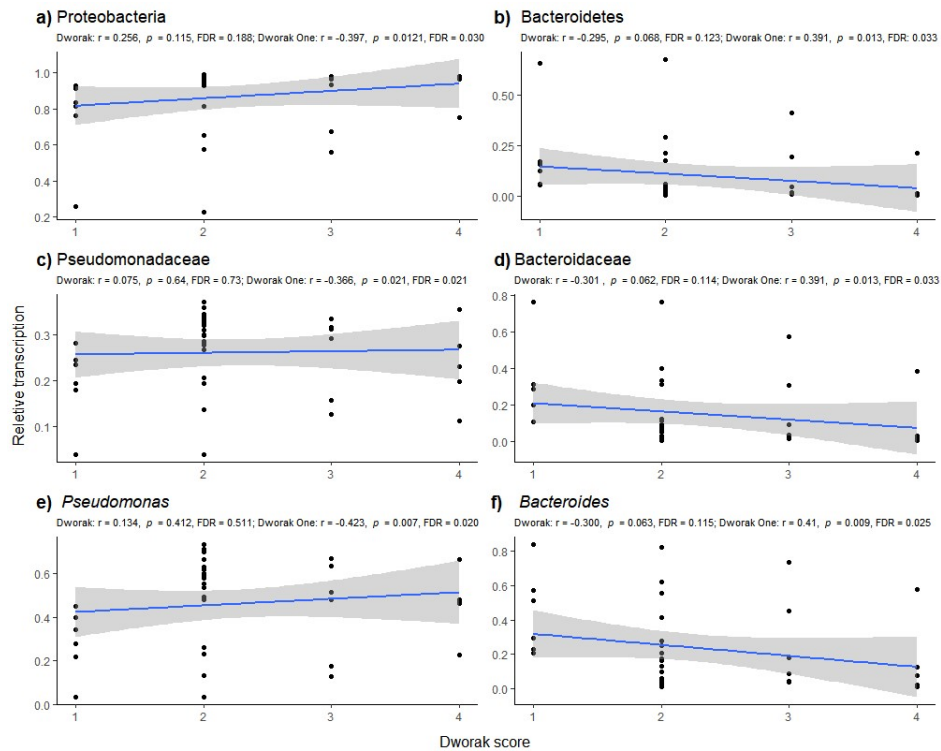 a) Proteobacteria
Dworak: r = 0.256, p = 0.115, FDR = 0.188; Dworak One: r = -0.397, p = 0.0121, FDR = 0.030
1.0
0.8
0.6
0.4
0.2
1 2 3 4
b) Bacteroidetes
Dworak: r = -0.295, p = 0.068, FDR = 0.123; Dworak One: r = 0.391, p = 0.013, FDR: 0.033
0.50
0.25
0.00
1 2 3 4
c) Pseudomonadaceae
Dworak: r = 0.075, p = 0.64, FDR = 0.73; Dworak One: r = -0.366, p = 0.021, FDR = 0.021
0.3
0.2
0.1
1 2 3 4
d) Bacteroidaceae
Dworak: r = -0.301 , p = 0.062, FDR = 0.114; Dworak One: r = 0.391, p = 0.013, FDR = 0.033
0.8
0.6
0.4
0.2
0.0
1 2 3 4
Reletive transcription
e) Pseudomonas
Dworak: r = 0.134, p = 0.412, FDR = 0.511; Dworak One: r = -0.423, p = 0.007, FDR = 0.020
0.6
0.4
0.2
0.0
1 2 3 4
f) Bacteroides
Dworak: r = -0.300, p = 0.063, FDR = 0.115; Dworak One: r = 0.41, p = 0.009, FDR = 0.025
0.8
0.6
0.4
0.2
0.0
1 2 3 4
Dworak score